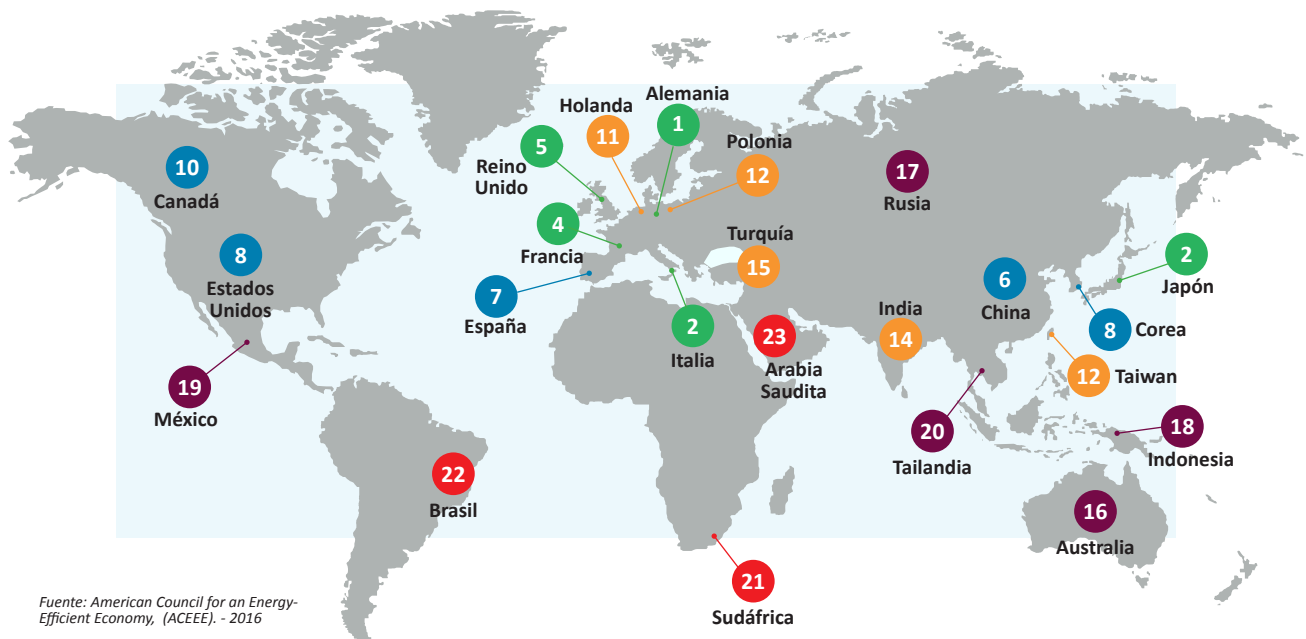 Alemania
1
Holanda
11
Polonia
12
5
Reino
Unido
10
Canadá
17
Rusia
4
Francia
Turquía
15
8
Estados
Unidos
2
Japón
6
China
7
España
2
Italia
23
Arabia
Saudita
India
14
8 Corea
12 Taiwan
19
México
20
Tailandia
18
Indonesia
22
Brasil
16
Australia
21
Sudáfrica
Fuente: American Council for an Energy-
Efficient Economy, (ACEEE). - 2016